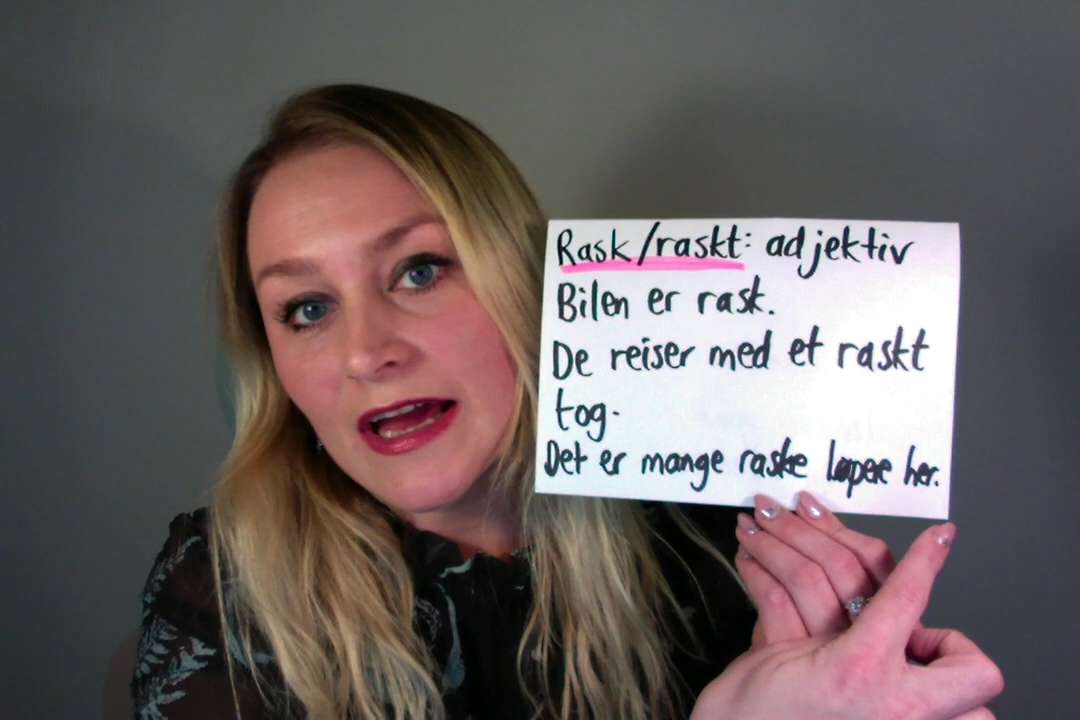 Rask/raskt: adjektiv
Bilen er rask.
De reiser med et raskt
tog.
Det er mange raske løpere her.